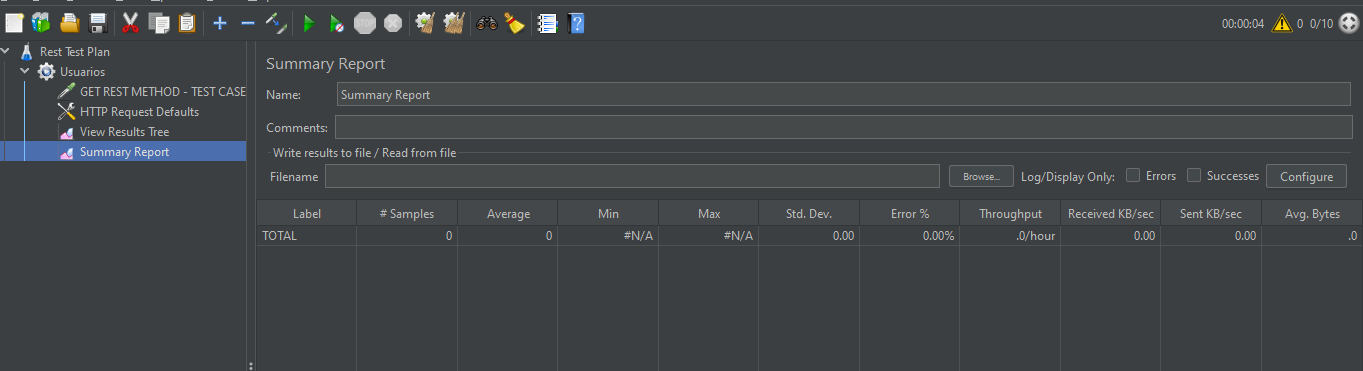 00:00:04 0 0/10
Rest Test Plan
Usuarios
GET REST METHOD - TEST CASE
HTTP Request Defaults
View Results Tree
Summary Report
Summary Report
Name: Summary Report
Comments:
Write results to file / Read from file
Filename Browse... Log/Display Only: Errors Successes Configure
Label # Samples Average Min Max Std. Dev. Error % Throughput Received KB/sec Sent KB/sec Avg. Bytes
TOTAL 0 0 #N/A #N/A 0.00 0.00% .0/hour 0.00 0.00 .0